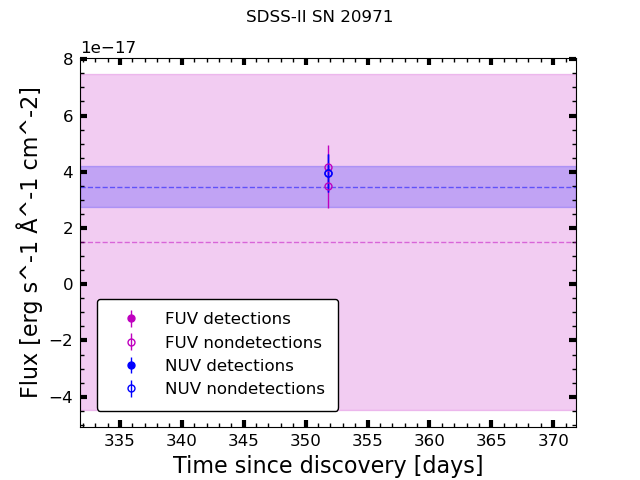 SDSS-II SN 20971
1e−17
8
6
4
2
0
−2
−4
Flux [erg s^-1 Å^-1 cm^-2]
FUV detections
FUV nondetections
NUV detections
NUV nondetections
335 340 345 350 355 360 365 370
Time since discovery [days]